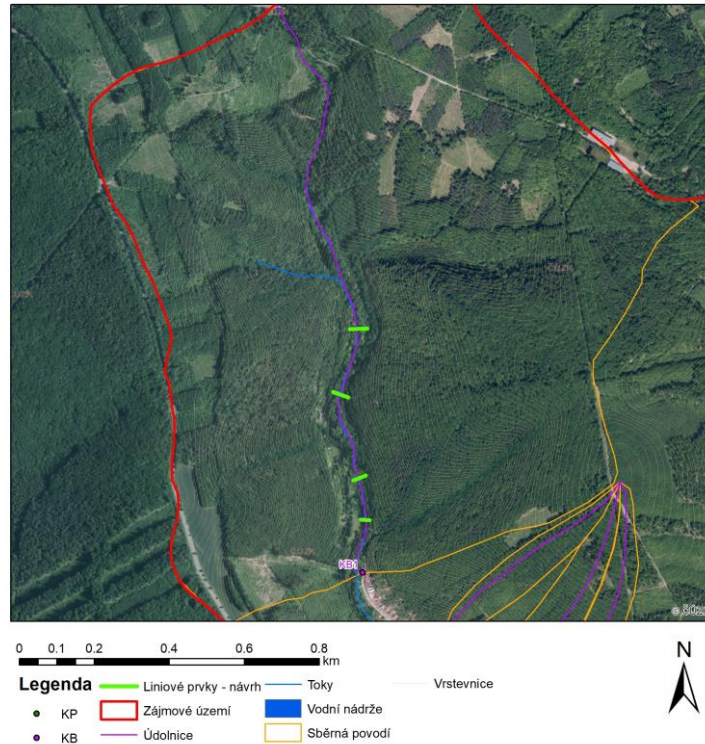 KB1
0 0.1 0.2 0.4 0.6 0.8
km
N
Legenda
KP
KB
Liniové prvky - návrh
Zájmové území
Údolnice
Toky
Vodní nádrže
Sběrná povodí
Vrstevnice